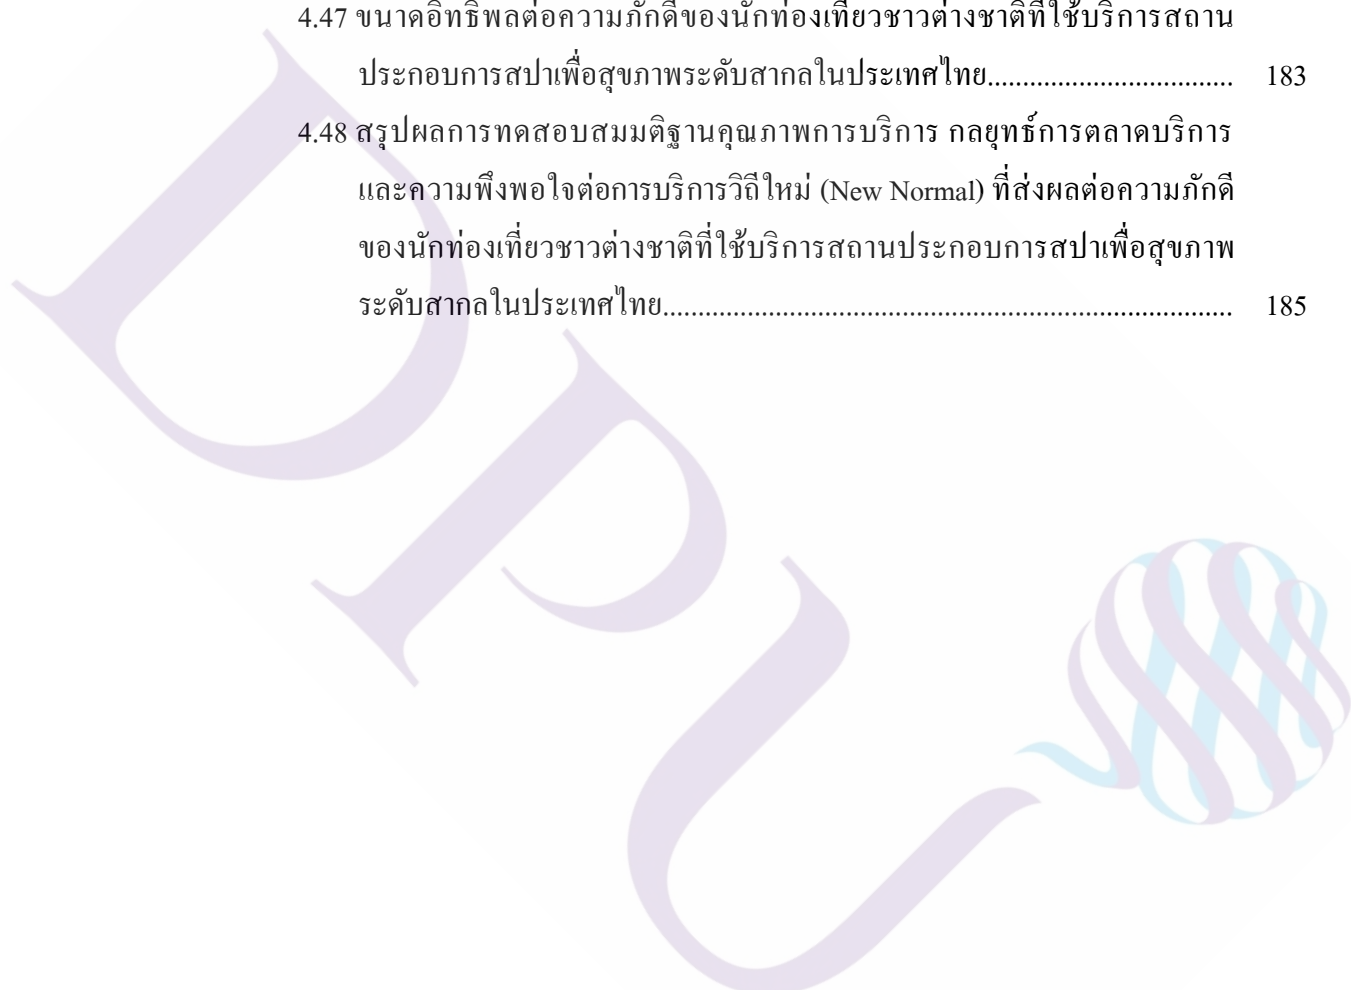 4.47 ขนาดอิทธิพลต่อความภักดีของนักท่องเที่ยวชาวต่างชาติที่ใช้บริการสถาน
ประกอบการสปาเพื่อสุขภาพระดับสากลในประเทศไทย................................... 183
4.48 สรุปผลการทดสอบสมมติฐานคุณภาพการบริการ กลยุทธ์การตลาดบริการ
และความพึงพอใจต่อการบริการวิถีใหม่ (New Normal) ที่ส่งผลต่อความภักดี
ของนักท่องเที่ยวชาวต่างชาติที่ใช้บริการสถานประกอบการสปาเพื่อสุขภาพ
ระดับสากลในประเทศไทย................................................................................. 185
DPU